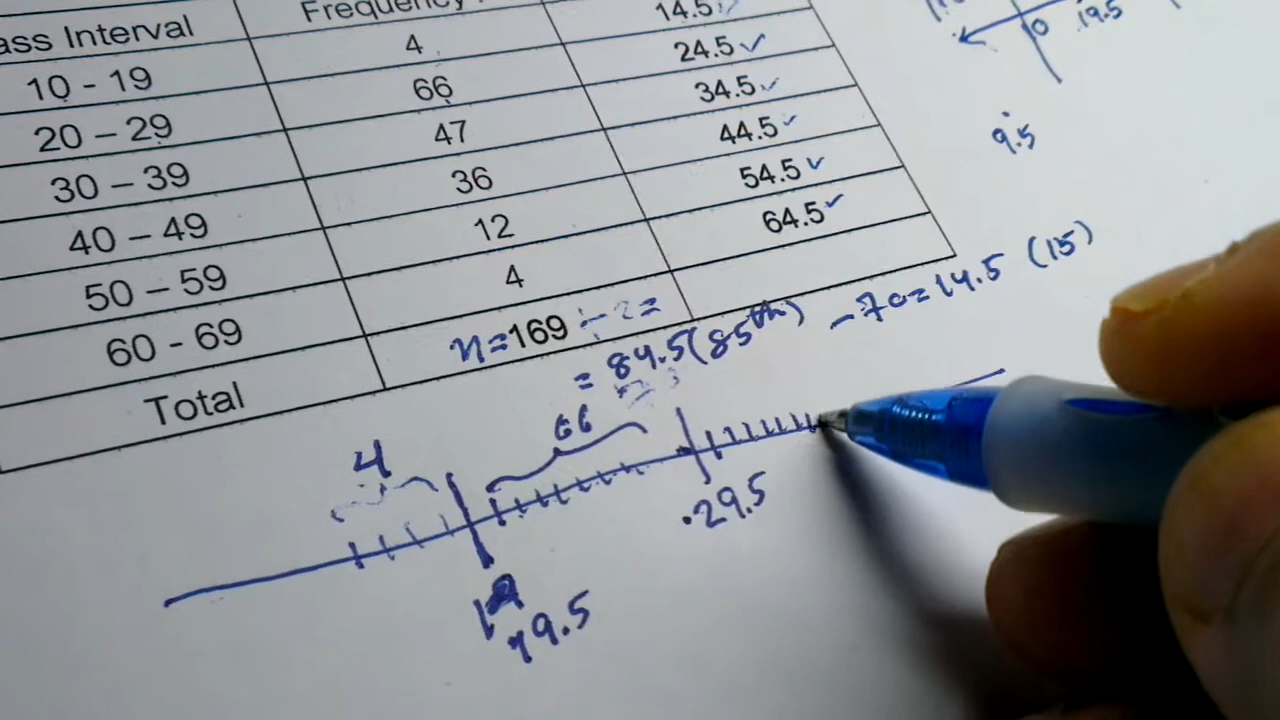 ass Interval Frequency 14.5
10 - 19 4 24.5
20 – 29 66 34.5
30 – 39 47 44.5
40 – 49 36 54.5
50 – 59 12 64.5
60 - 69 4
Total n=169 ÷ 2 =
= 84.5 (85th) - 70 = 14.5 (15)
0 19.5
9.5
4 66
29.5
19.5